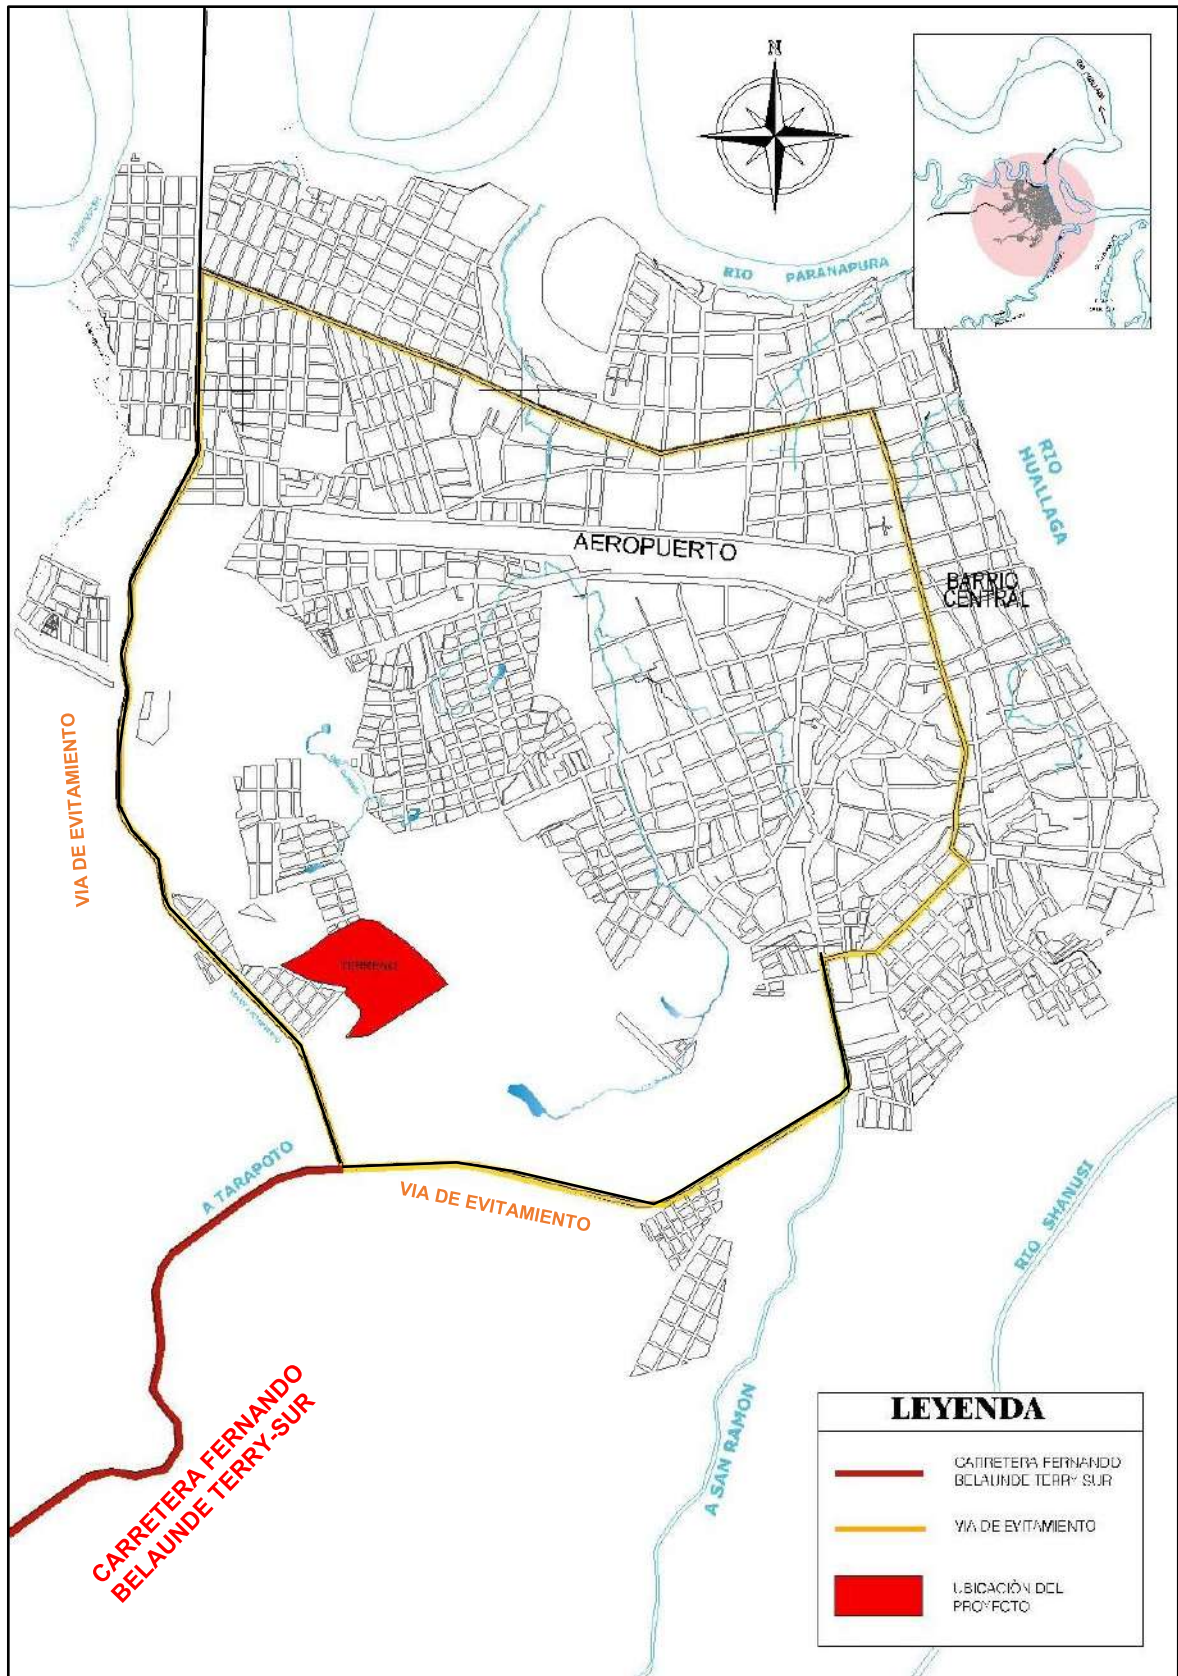 N
RIO PARANAPURA
RIO
HUALLAGA
AEROPUERTO
BARRIO
CENTRAL
VIA DE EVITAMIENTO
TERRENO
A TARAPOTO
VIA DE EVITAMIENTO
RIO SHANUSI
A SAN RAMON
CARRETERA FERNANDO
BELAUNDE TERRY-SUR
LEYENDA
CARRETERA FERNANDO
BELAUNDE TERRY SUR
VIA DE EVITAMIENTO
UBICACIÒN DEL
PROYECTO